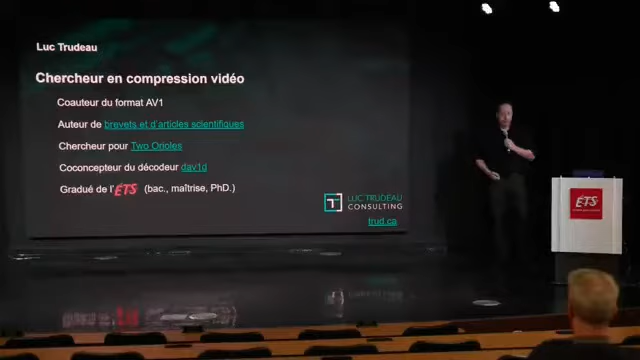 Luc Trudeau
Chercheur en compression vidéo
Coauteur du format AV1
Auteur de brevets et d'articles scientifiques
Chercheur pour Two Orioles
Coconcepteur du décodeur dav1d
Gradué de l'ÉTS (bac., maîtrise, PhD.)
LUC TRUDEAU
CONSULTING
trud.ca
ÉTS